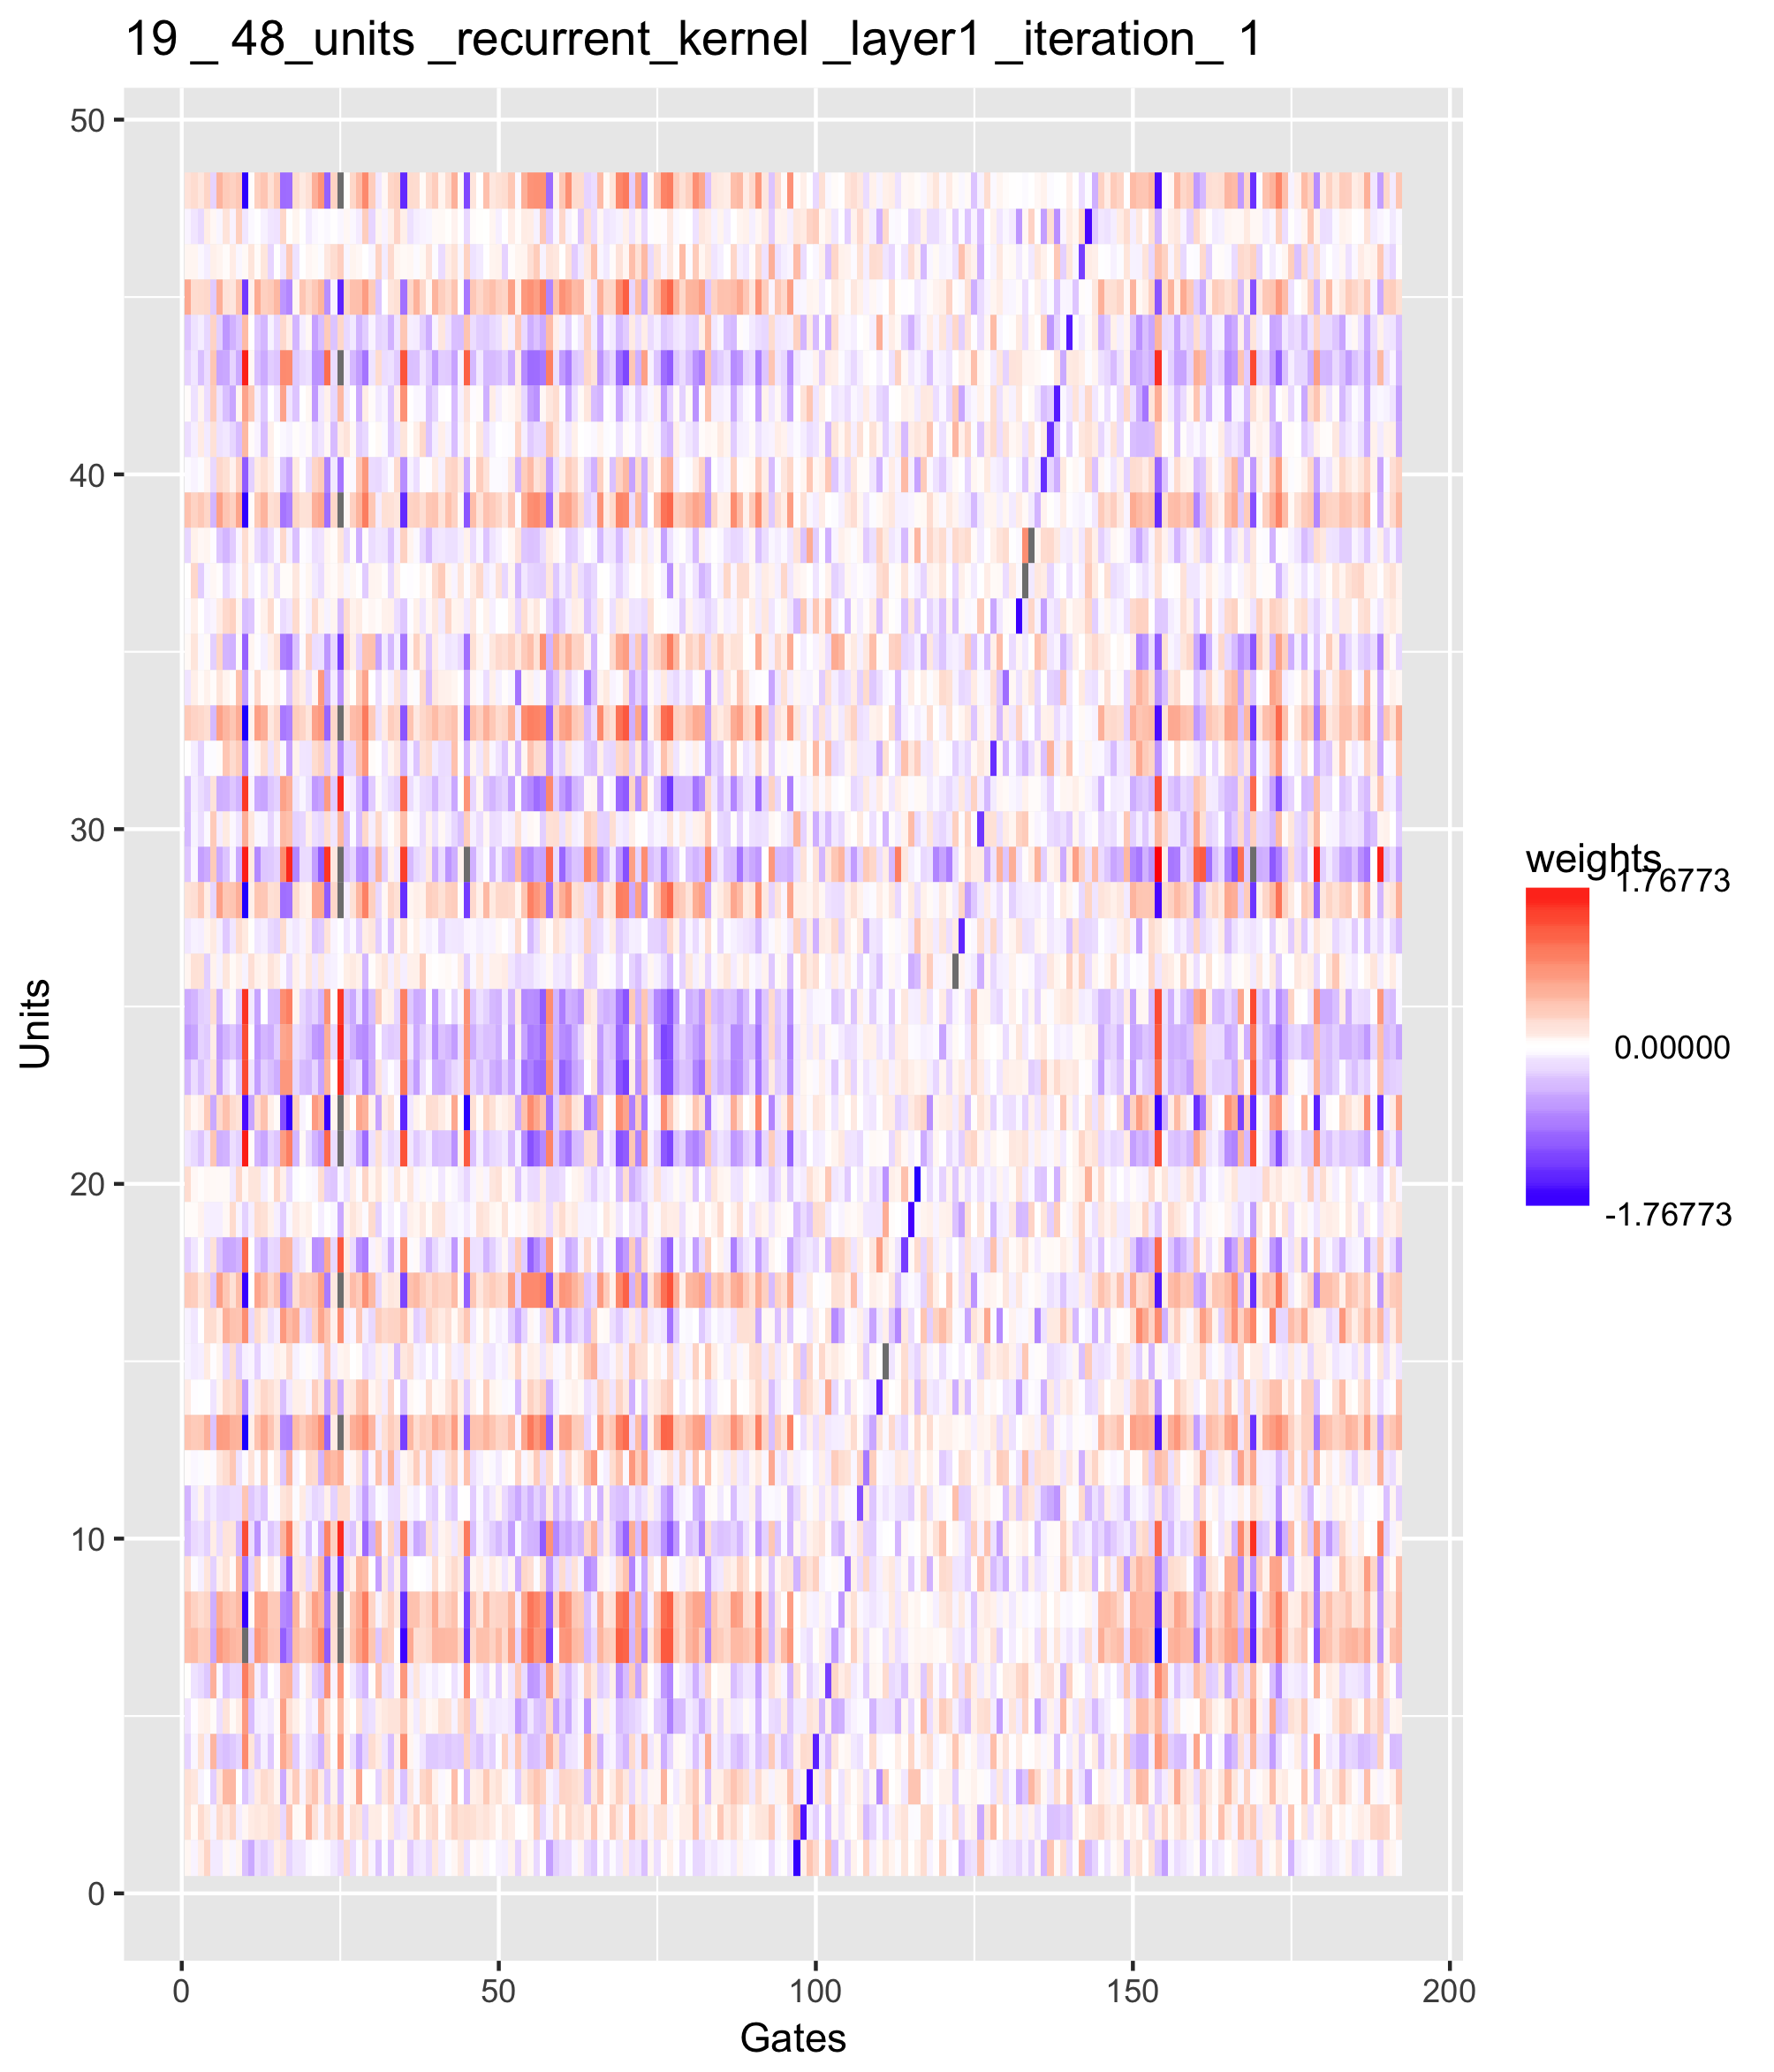 19 _ 48_units _recurrent_kernel _layer1 _iteration_ 1
50
40
30
20
10
0
Units
0 50 100 150 200
Gates
weights
1.76773
0.00000
-1.76773